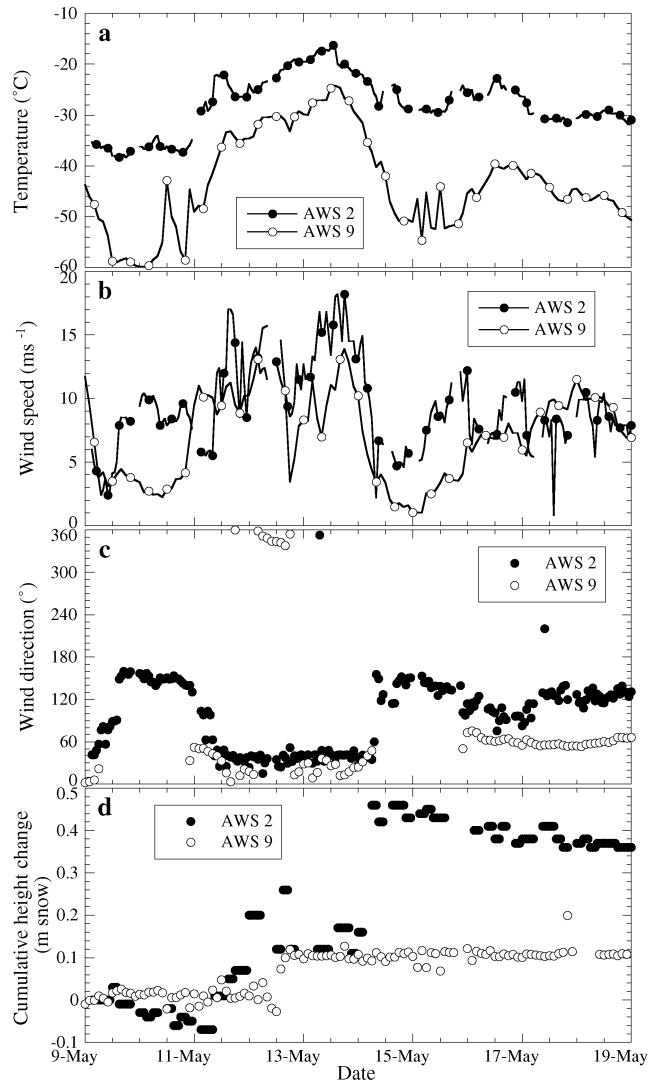 a
-10
-20
-30
-40
-50
-60
Temperature (°C)
AWS 2
AWS 9
b
20
15
10
5
0
Wind speed (ms -1)
AWS 2
AWS 9
c
360
300
240
180
120
60
0
Wind direction (°)
AWS 2
AWS 9
d
0.5
0.4
0.3
0.2
0.1
0
-0.1
Cumulative height change
(m snow)
AWS 2
AWS 9
9-May 11-May 13-May 15-May 17-May 19-May
Date